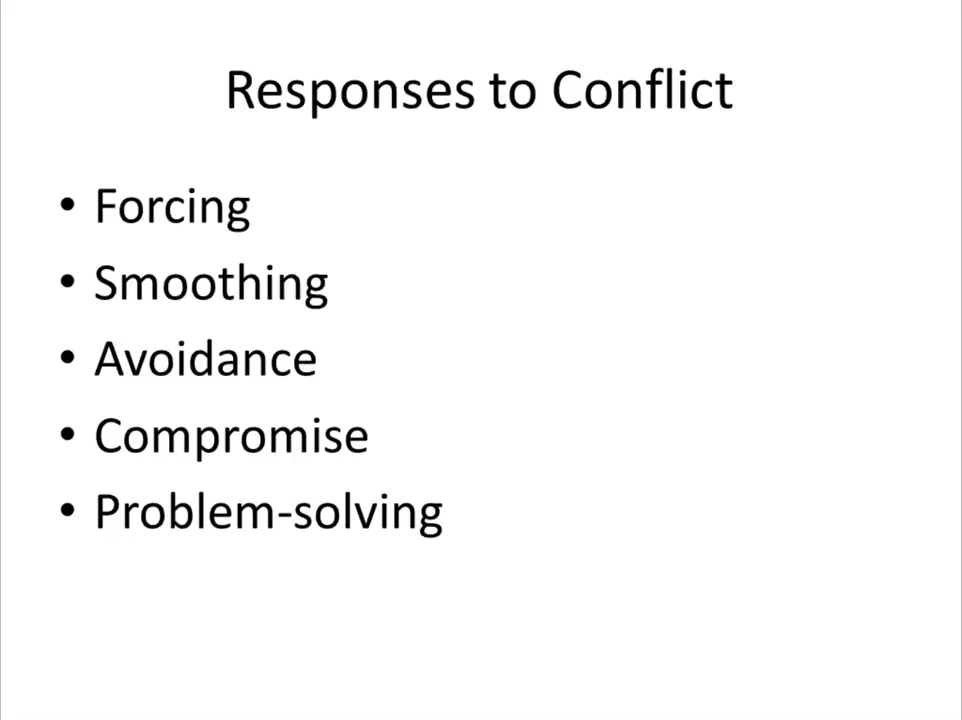 Responses to Conflict
• Forcing
• Smoothing
• Avoidance
• Compromise
• Problem-solving